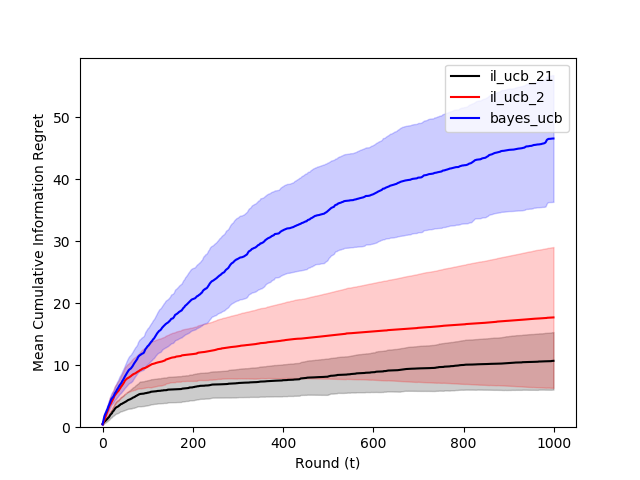 il_ucb_21
il_ucb_2
bayes_ucb
Mean Cumulative Information Regret
50
40
30
20
10
0
0 200 400 600 800 1000
Round (t)